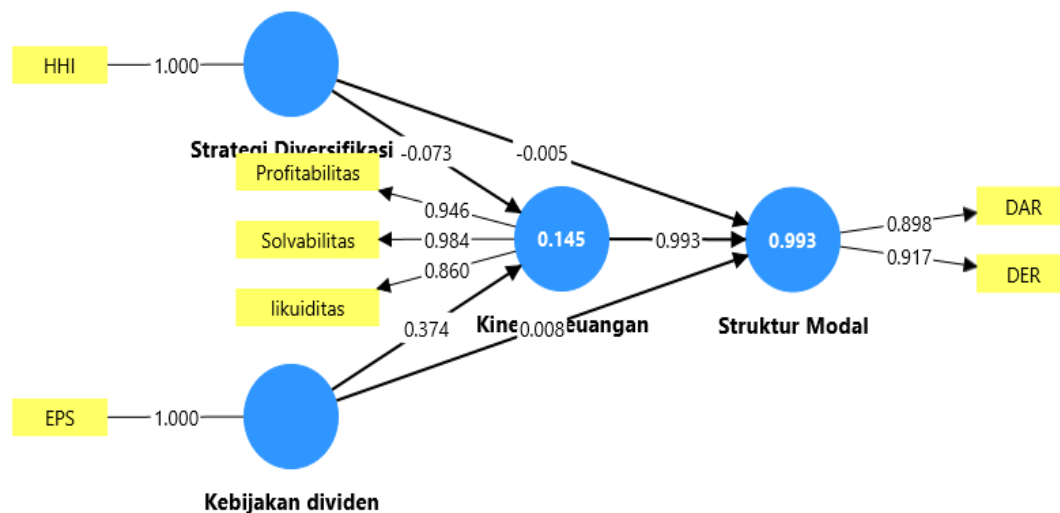 HHI
1.000
Strategi Diversifikasi
-0.073
-0.005
Profitabilitas
0.946
Solvabilitas
0.984
likuiditas
0.860
0.145
0.993
0.993
0.898
DAR
0.917
DER
0.374
0.008
Struktur Modal
EPS
1.000
Kebijakan dividen